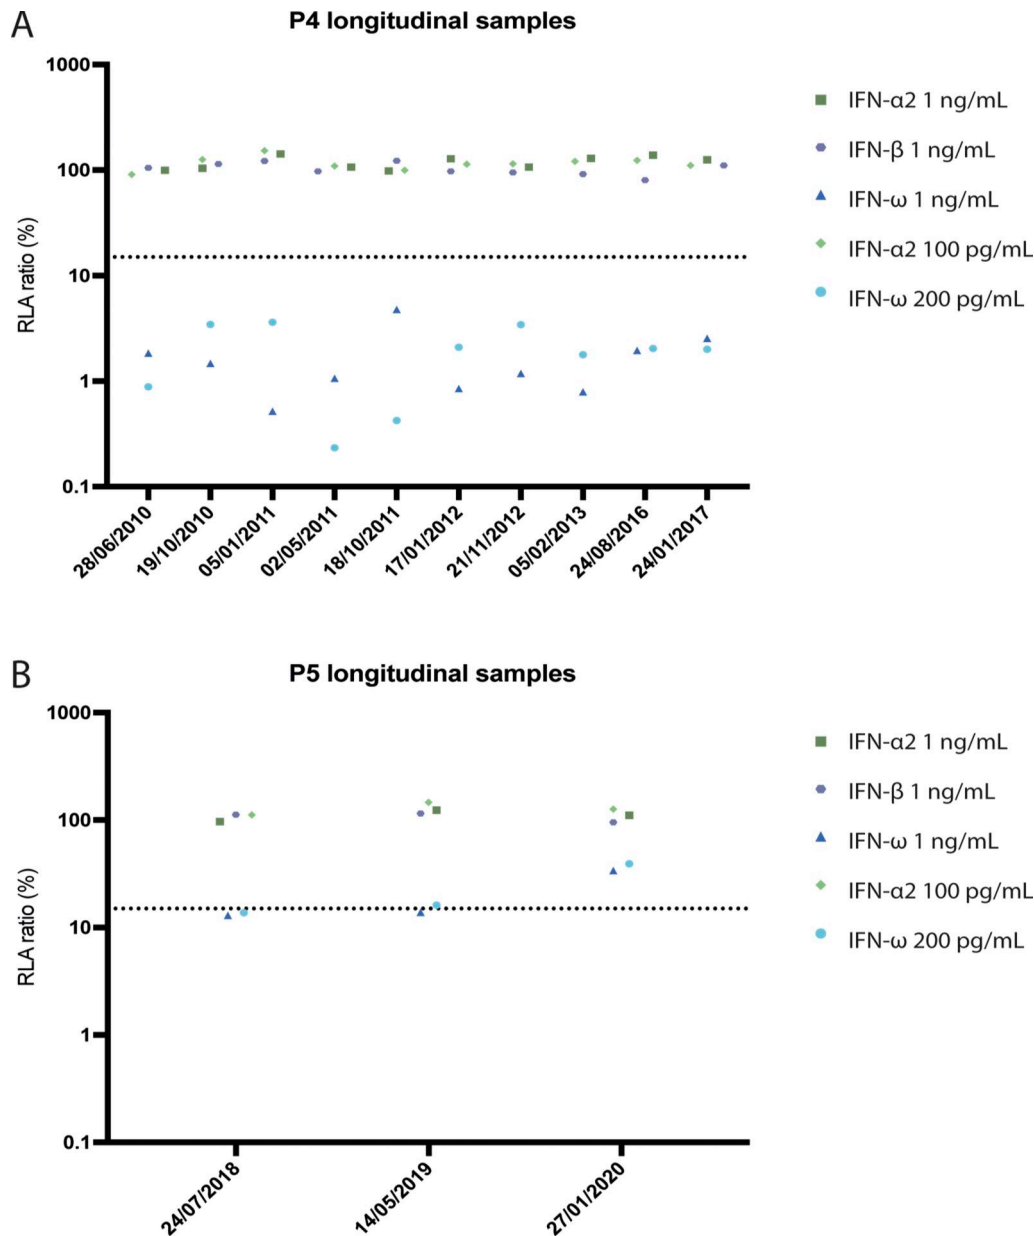 A
P4 longitudinal samples
1000
100
10
1
0.1
RLA ratio (%)
28/06/2010
19/10/2010
05/01/2011
02/05/2011
18/10/2011
17/01/2012
21/11/2012
05/02/2013
24/08/2016
24/01/2017
IFN-α2 1 ng/mL
IFN-β 1 ng/mL
IFN-ω 1 ng/mL
IFN-α2 100 pg/mL
IFN-ω 200 pg/mL
B
P5 longitudinal samples
1000
100
10
1
0.1
RLA ratio (%)
24/07/2018
14/05/2019
27/01/2020
IFN-α2 1 ng/mL
IFN-β 1 ng/mL
IFN-ω 1 ng/mL
IFN-α2 100 pg/mL
IFN-ω 200 pg/mL